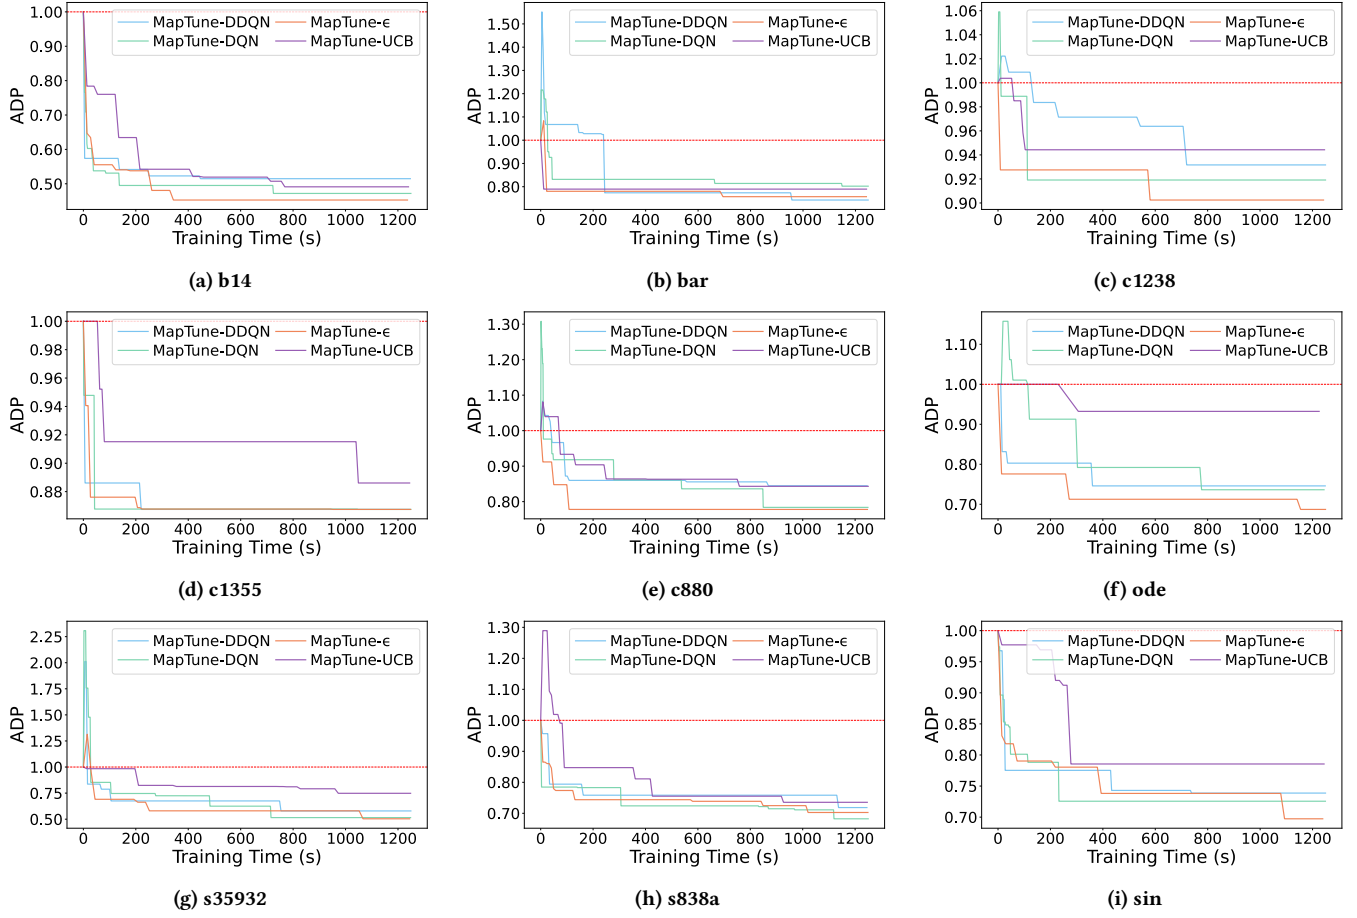 MapTune-DDQN MapTune-ϵ
MapTune-DQN MapTune-UCB
1.00
0.90
0.80
0.70
0.60
0.50
ADP
0 200 400 600 800 1000 1200
Training Time (s)
(a) b14
MapTune-DDQN MapTune-ϵ
MapTune-DQN MapTune-UCB
1.50
1.40
1.30
1.20
1.10
1.00
0.90
0.80
ADP
0 200 400 600 800 1000 1200
Training Time (s)
(b) bar
MapTune-DDQN MapTune-ϵ
MapTune-DQN MapTune-UCB
1.06
1.04
1.02
1.00
0.98
0.96
0.94
0.92
0.90
ADP
0 200 400 600 800 1000 1200
Training Time (s)
(c) c1238
MapTune-DDQN MapTune-ϵ
MapTune-DQN MapTune-UCB
1.00
0.98
0.96
0.94
0.92
0.90
0.88
ADP
0 200 400 600 800 1000 1200
Training Time (s)
(d) c1355
MapTune-DDQN MapTune-ϵ
MapTune-DQN MapTune-UCB
1.30
1.20
1.10
1.00
0.90
0.80
ADP
0 200 400 600 800 1000 1200
Training Time (s)
(e) c880
MapTune-DDQN MapTune-ϵ
MapTune-DQN MapTune-UCB
1.10
1.00
0.90
0.80
0.70
ADP
0 200 400 600 800 1000 1200
Training Time (s)
(f) ode
MapTune-DDQN MapTune-ϵ
MapTune-DQN MapTune-UCB
2.25
2.00
1.75
1.50
1.25
1.00
0.75
0.50
ADP
0 200 400 600 800 1000 1200
Training Time (s)
(g) s35932
MapTune-DDQN MapTune-ϵ
MapTune-DQN MapTune-UCB
1.30
1.20
1.10
1.00
0.90
0.80
0.70
ADP
0 200 400 600 800 1000 1200
Training Time (s)
(h) s838a
MapTune-DDQN MapTune-ϵ
MapTune-DQN MapTune-UCB
1.00
0.95
0.90
0.85
0.80
0.75
0.70
ADP
0 200 400 600 800 1000 1200
Training Time (s)
(i) sin